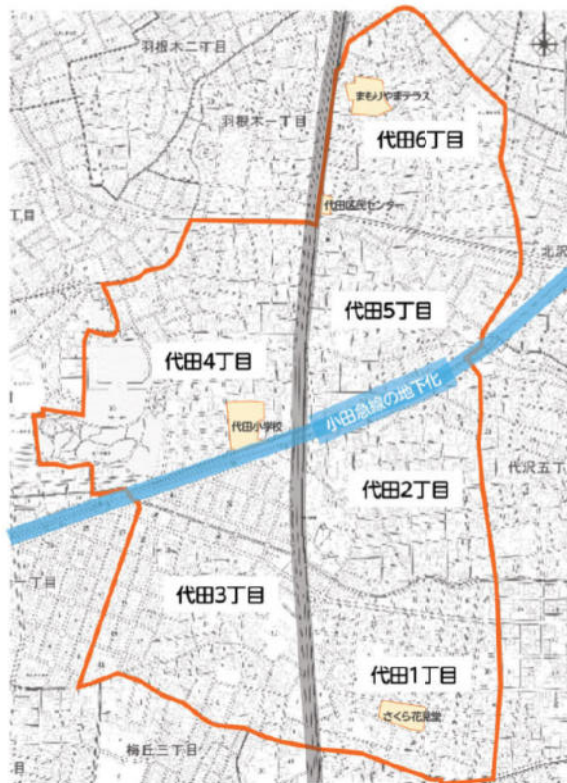 羽根木二丁目
まもりやまテラス
羽根木一丁目
代田6丁目
丁目
代田区民センター
北沢
代田5丁目
代田4丁目
小田急線の地下化
代田小学校
代沢五丁
代田2丁目
一丁目
代田3丁目
代田1丁目
さくら花見堂
梅丘三丁目
目